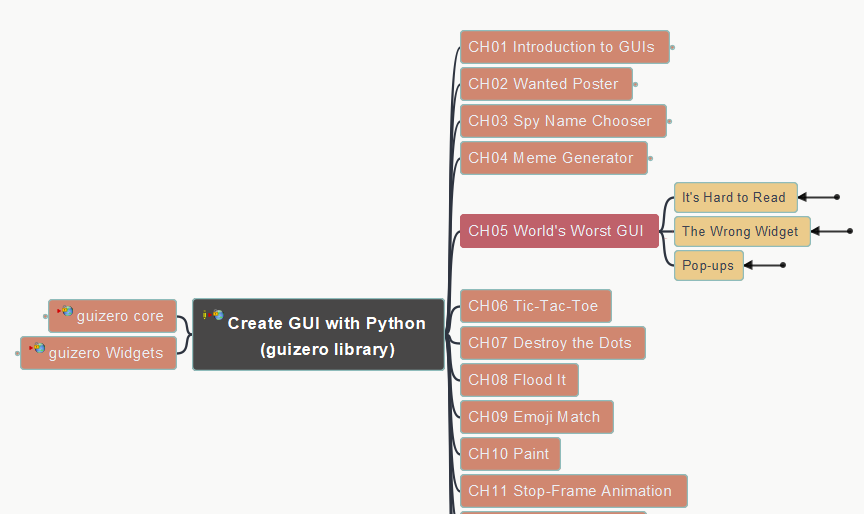 CH01 Introduction to GUIs
CH02 Wanted Poster
CH03 Spy Name Chooser
CH04 Meme Generator
CH05 World's Worst GUI
It's Hard to Read
The Wrong Widget
Pop-ups
guizero core
guizero Widgets
Create GUI with Python
(guizero library)
CH06 Tic-Tac-Toe
CH07 Destroy the Dots
CH08 Flood It
CH09 Emoji Match
CH10 Paint
CH11 Stop-Frame Animation